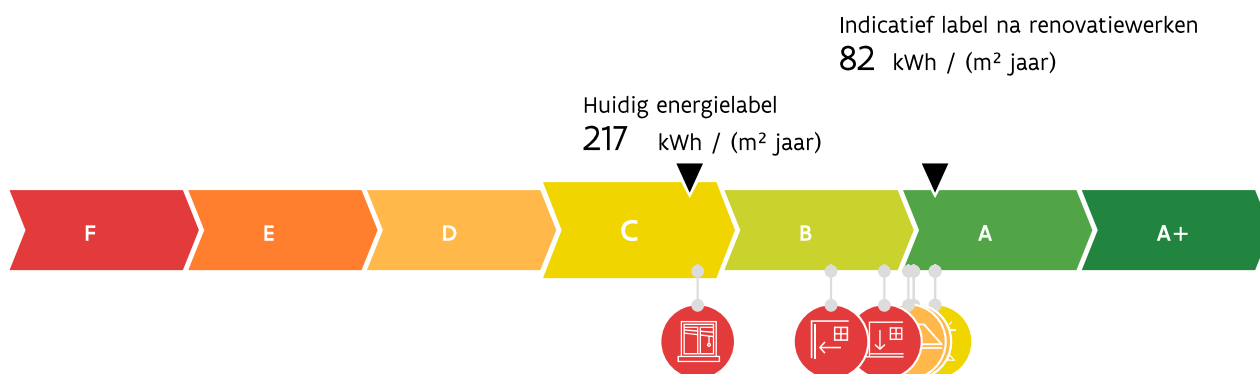 Indicatief label na renovatiewerken
82 kWh / (m² jaar)
Huidig energielabel
217 kWh / (m² jaar)
F E D C B A A+